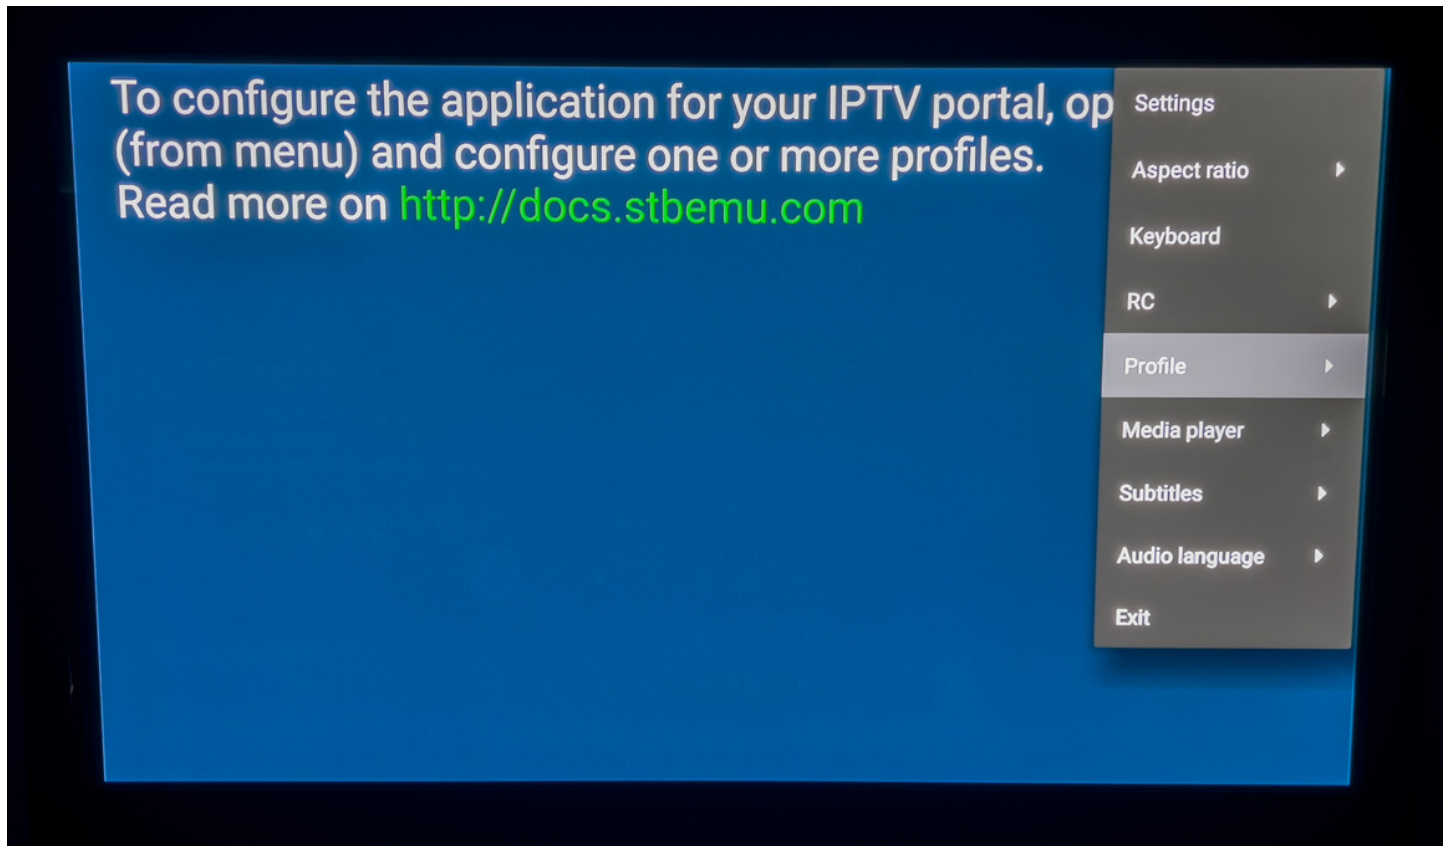 To configure the application for your IPTV portal, op
(from menu) and configure one or more profiles.
Read more on http://docs.stbemu.com
Settings
Aspect ratio
Keyboard
RC
Profile
Media player
Subtitles
Audio language
Exit